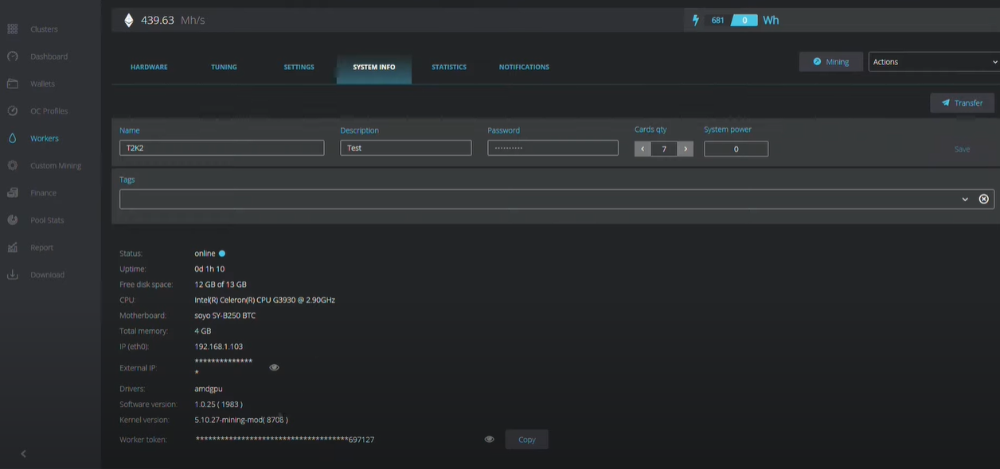 439.63 Mh/s 681 0 Wh
Clusters
Dashboard
Wallets
OC Profiles
Workers
Custom Mining
Finance
Pool Stats
Report
Download
HARDWARE TUNING SETTINGS SYSTEM INFO STATISTICS NOTIFICATIONS Mining Actions
Transfer
Name Description Password Cards qty System power
T2K2 Test ·········· 7 0 Save
Tags
Status: online
Uptime: 0d 1h 10
Free disk space: 12 GB of 13 GB
CPU: Intel(R) Celeron(R) CPU G3930 @ 2.90GHz
Motherboard: soyo SY-B250 BTC
Total memory: 4 GB
IP (eth0): 192.168.1.103
External IP **************
*
Drivers: amdgpu
Software version: 1.0.25 ( 1983 )
Kernel version: 5.10.27-mining-mod( 8708 )
Worker token: *************************************697127 Copy